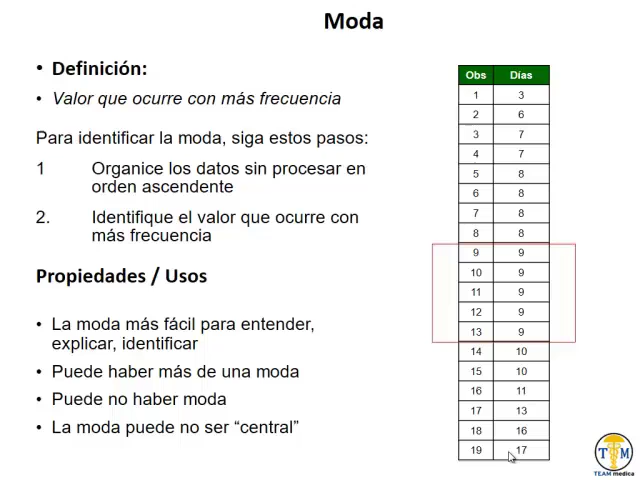 Moda
• Definición:
• Valor que ocurre con más frecuencia
Para identificar la moda, siga estos pasos:
1 Organice los datos sin procesar en
orden ascendente
2. Identifique el valor que ocurre con
más frecuencia
Propiedades / Usos
• La moda más fácil para entender,
explicar, identificar
• Puede haber más de una moda
• Puede no haber moda
• La moda puede no ser “central”
Obs Días
1 3
2 6
3 7
4 7
5 8
6 8
7 8
8 8
9 9
10 9
11 9
12 9
13 9
14 10
15 10
16 11
17 13
18 16
19 17
T M
TEAM medica